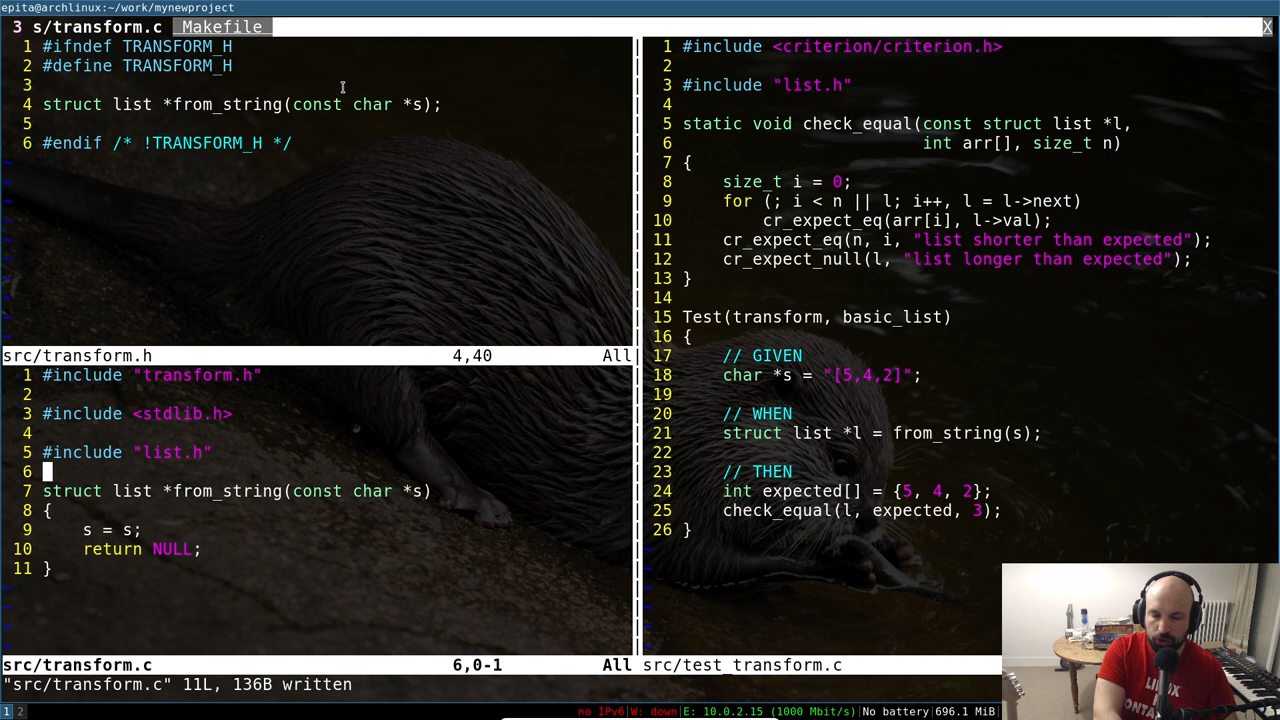 epita@archlinux:~/work/mynewproject
3 s/transform.c Makefile X
1 #ifndef TRANSFORM_H
2 #define TRANSFORM_H
3
4 struct list *from_string(const char *s);
5
6 #endif /* !TRANSFORM_H */
~
~
~
~
~
~
~
~
~
~
src/transform.h 4,40 All
1 #include "transform.h"
2
3 #include <stdlib.h>
4
5 #include "list.h"
6
7 struct list *from_string(const char *s)
8 {
9     s = s;
10     return NULL;
11 }
~
~
~
~
src/transform.c 6,0-1 All
1 #include <criterion/criterion.h>
2
3 #include "list.h"
4
5 static void check_equal(const struct list *l,
6                         int arr[], size_t n)
7 {
8     size_t i = 0;
9     for (; i < n || l; i++, l = l->next)
10         cr_expect_eq(arr[i], l->val);
11     cr_expect_eq(n, i, "list shorter than expected");
12     cr_expect_null(l, "list longer than expected");
13 }
14
15 Test(transform, basic_list)
16 {
17     // GIVEN
18     char *s = "[5,4,2]";
19
20     // WHEN
21     struct list *l = from_string(s);
22
23     // THEN
24     int expected[] = {5, 4, 2};
25     check_equal(l, expected, 3);
26 }
~
~
~
~
~
~
src/test_transform.c
"src/transform.c" 11L, 136B written
LINUX
1 2 no IPv6|W: down|E: 10.0.2.15 (1000 Mbit/s)|No battery|696.1 MiB